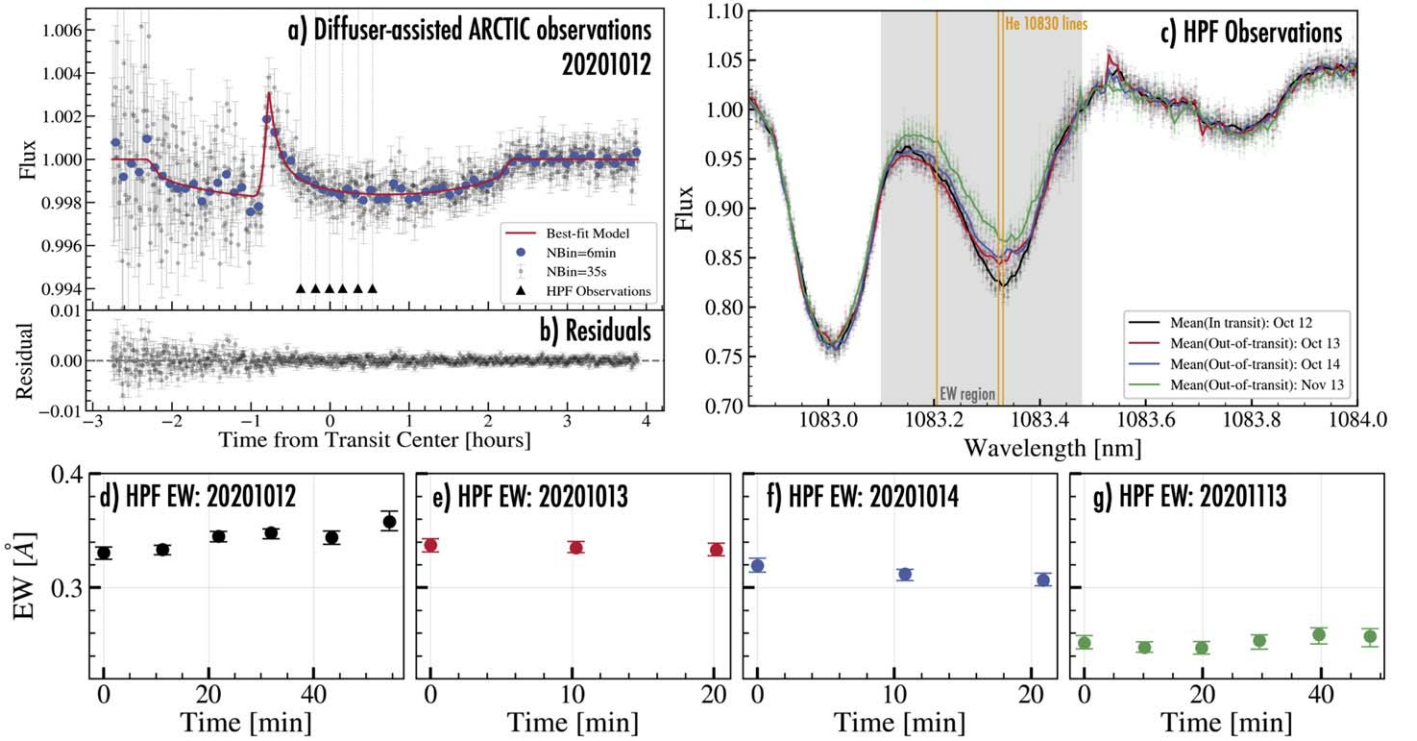 a) Diffuser-assisted ARCTIC observations
20201012
1.006
1.004
1.002
1.000
0.998
0.996
0.994
Flux
Best-fit Model
NBin=6min
NBin=35s
HPF Observations
b) Residuals
0.01
0.00
−0.01
Residual
−3
−2
−1
0
1
2
3
4
Time from Transit Center [hours]
He 10830 lines
c) HPF Observations
1.10
1.05
1.00
0.95
0.90
0.85
0.80
0.75
0.70
Flux
Mean(In transit): Oct 12
Mean(Out-of-transit): Oct 13
Mean(Out-of-transit): Oct 14
Mean(Out-of-transit): Nov 13
EW region
1083.0
1083.2
1083.4
1083.6
1083.8
1084.0
Wavelength [nm]
0.4
0.3
EW [Å]
d) HPF EW: 20201012
0
20
40
Time [min]
e) HPF EW: 20201013
0
10
20
Time [min]
f) HPF EW: 20201014
0
10
20
Time [min]
g) HPF EW: 20201113
0
20
40
Time [min]